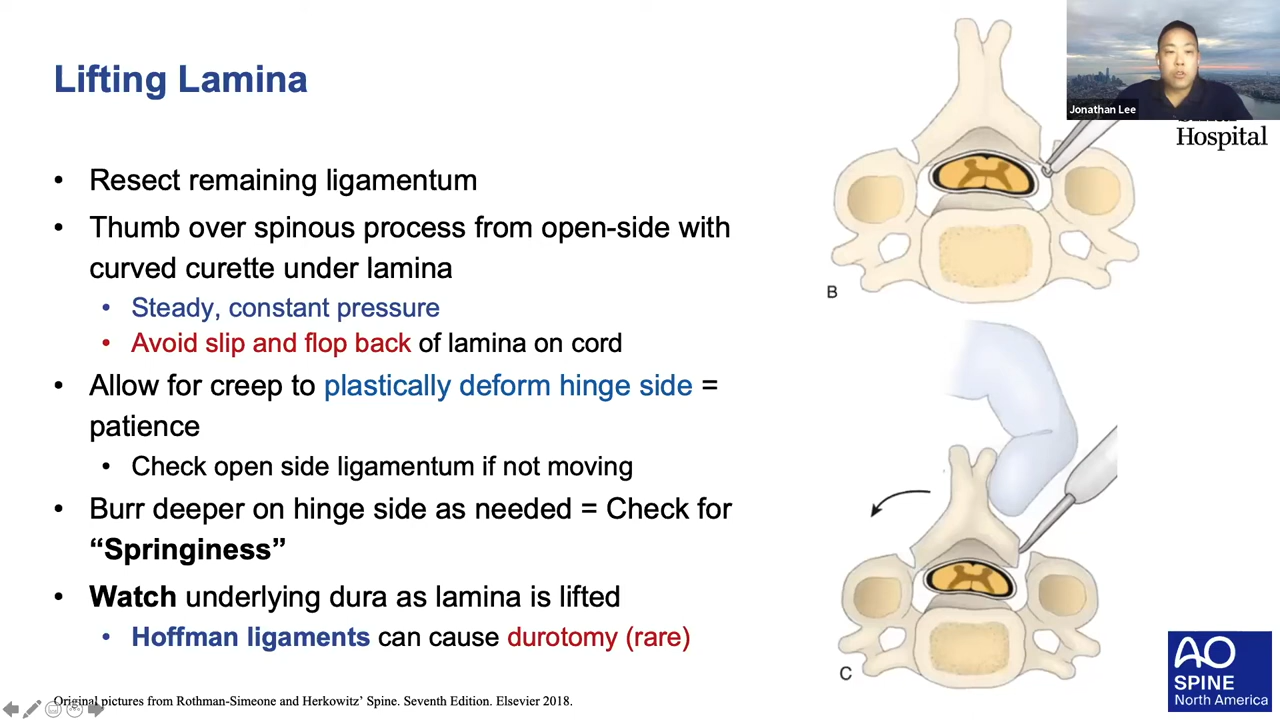 Lifting Lamina
Jonathan Lee
Hospital
• Resect remaining ligamentum
• Thumb over spinous process from open-side with
curved curette under lamina
• Steady, constant pressure
• Avoid slip and flop back of lamina on cord
• Allow for creep to plastically deform hinge side =
patience
• Check open side ligamentum if not moving
• Burr deeper on hinge side as needed = Check for
“Springiness”
• Watch underlying dura as lamina is lifted
• Hoffman ligaments can cause durotomy (rare)
B
C
AO
SPINE
North America
Original pictures from Rothman-Simeone and Herkowitz’ Spine. Seventh Edition. Elsevier 2018.